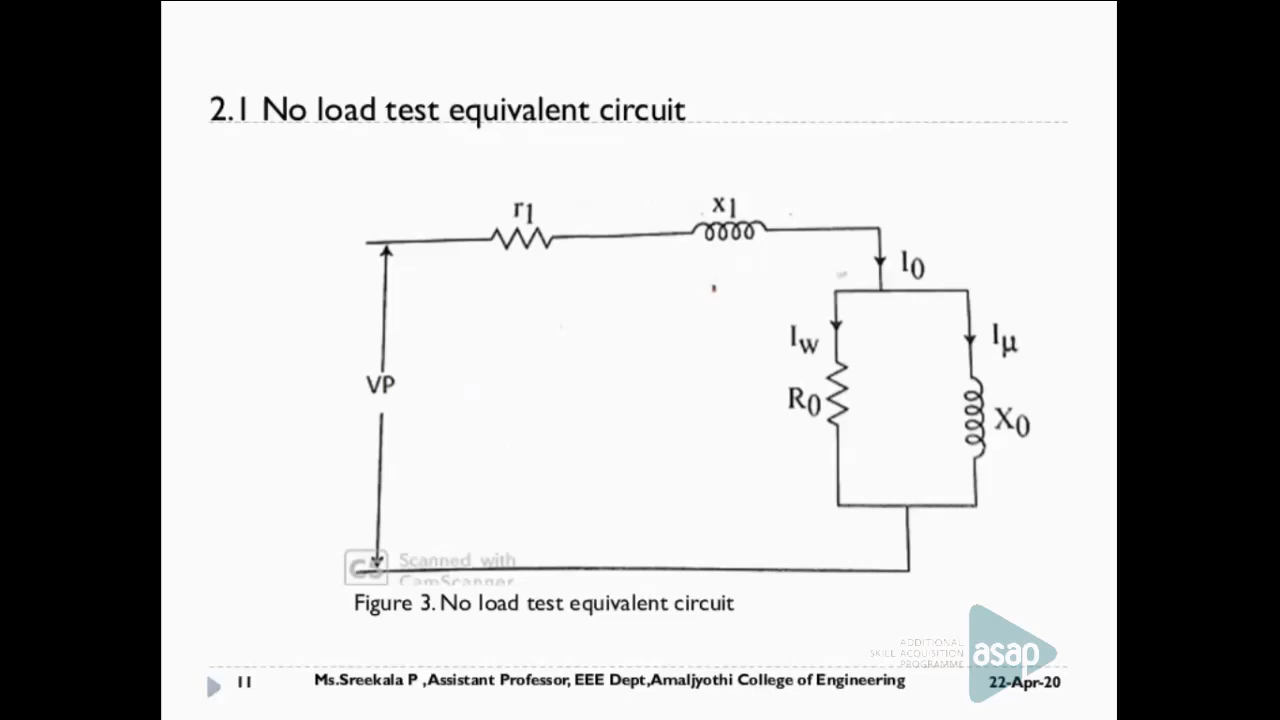 2.1 No load test equivalent circuit
r1
x1
I0
Iw
Iμ
VP
R0
X0
Scanned with
CamScanner
CS
Figure 3. No load test equivalent circuit
ADDITIONAL
SKILL ACQUISITION
PROGRAMME
asap
11
Ms.Sreekala P ,Assistant Professor, EEE Dept,Amaljyothi College of Engineering
22-Apr-20